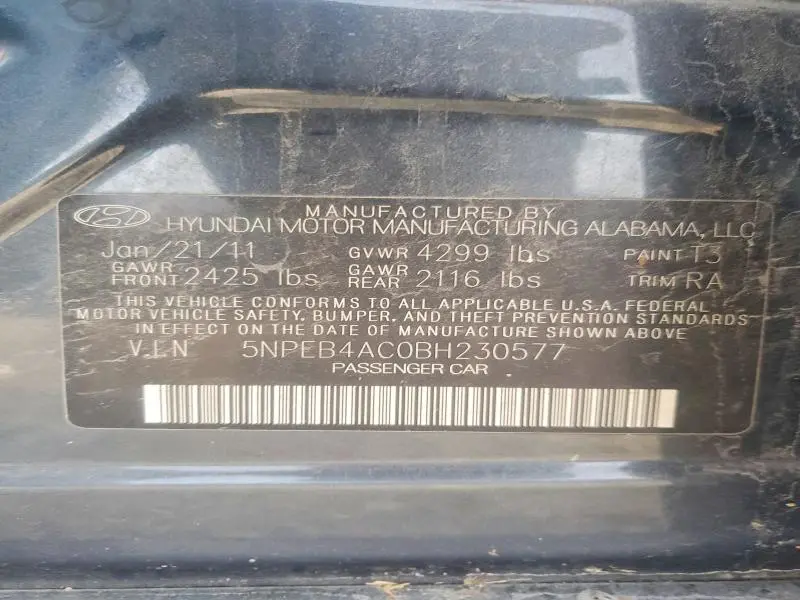 MANUFACTURED BY
HYUNDAI MOTOR MANUFACTURING ALABAMA, LLC
Jan/21/11 GVWR 4299 lbs PAINT T3
GAWR FRONT 2425 lbs GAWR REAR 2116 lbs TRIM RA
THIS VEHICLE CONFORMS TO ALL APPLICABLE U.S.A. FEDERAL
MOTOR VEHICLE SAFETY, BUMPER, AND THEFT PREVENTION STANDARDS
IN EFFECT ON THE DATE OF MANUFACTURE SHOWN ABOVE
V.I.N 5NPEB4AC0BH230577
PASSENGER CAR